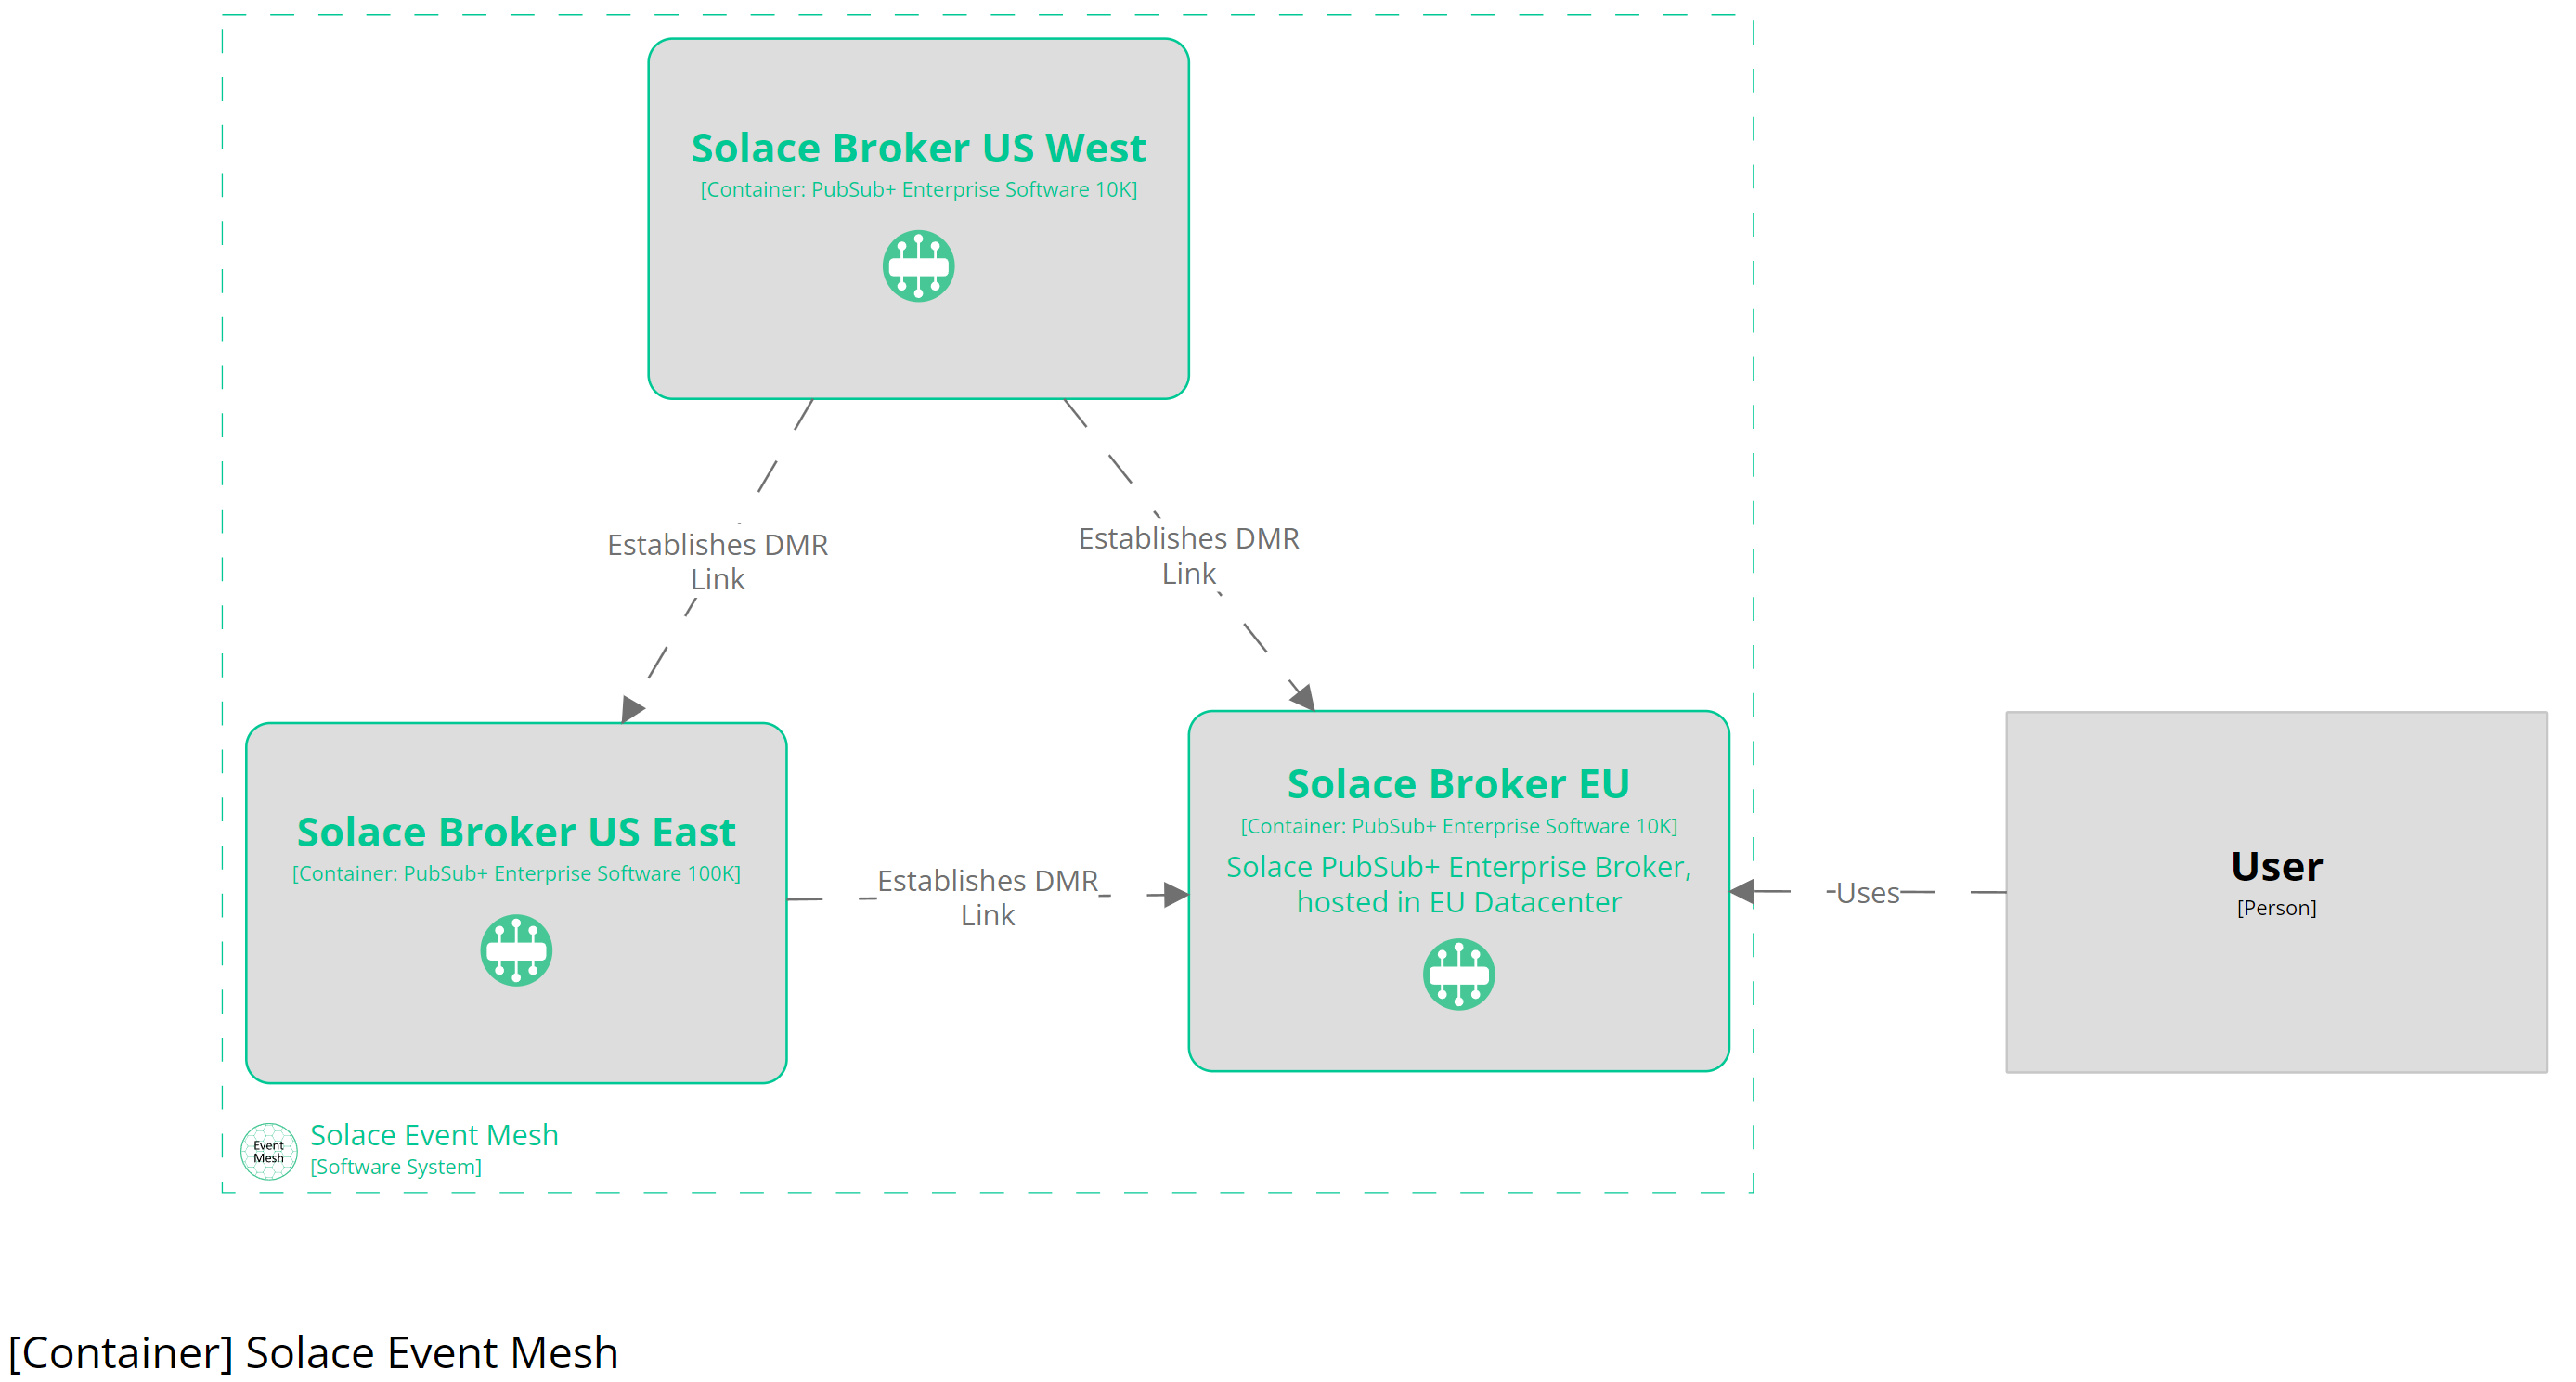 Solace Broker US West
[Container: PubSub+ Enterprise Software 10K]
Establishes DMR
Link
Establishes DMR
Link
Solace Broker US East
[Container: PubSub+ Enterprise Software 100K]
Establishes DMR
Link
Solace Broker EU
[Container: PubSub+ Enterprise Software 10K]
Solace PubSub+ Enterprise Broker,
hosted in EU Datacenter
Uses
User
[Person]
Event
Mesh
Solace Event Mesh
[Software System]
[Container] Solace Event Mesh